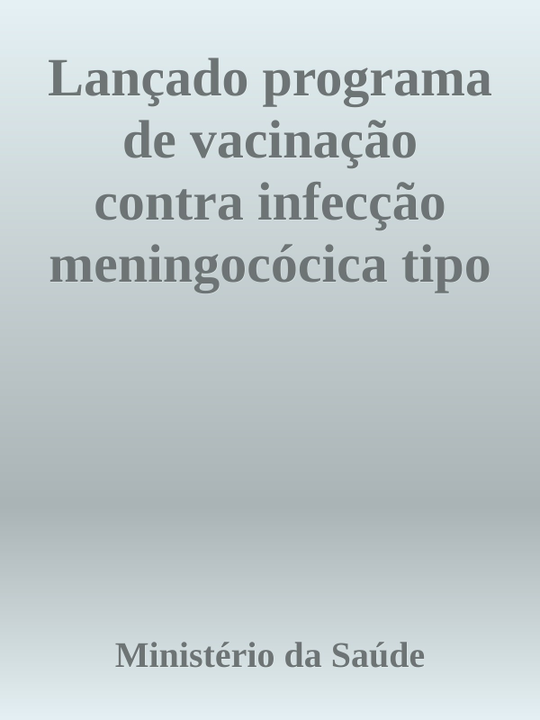 Lançado programa
de vacinação
contra infecção
meningocócica tipo
Ministério da Saúde